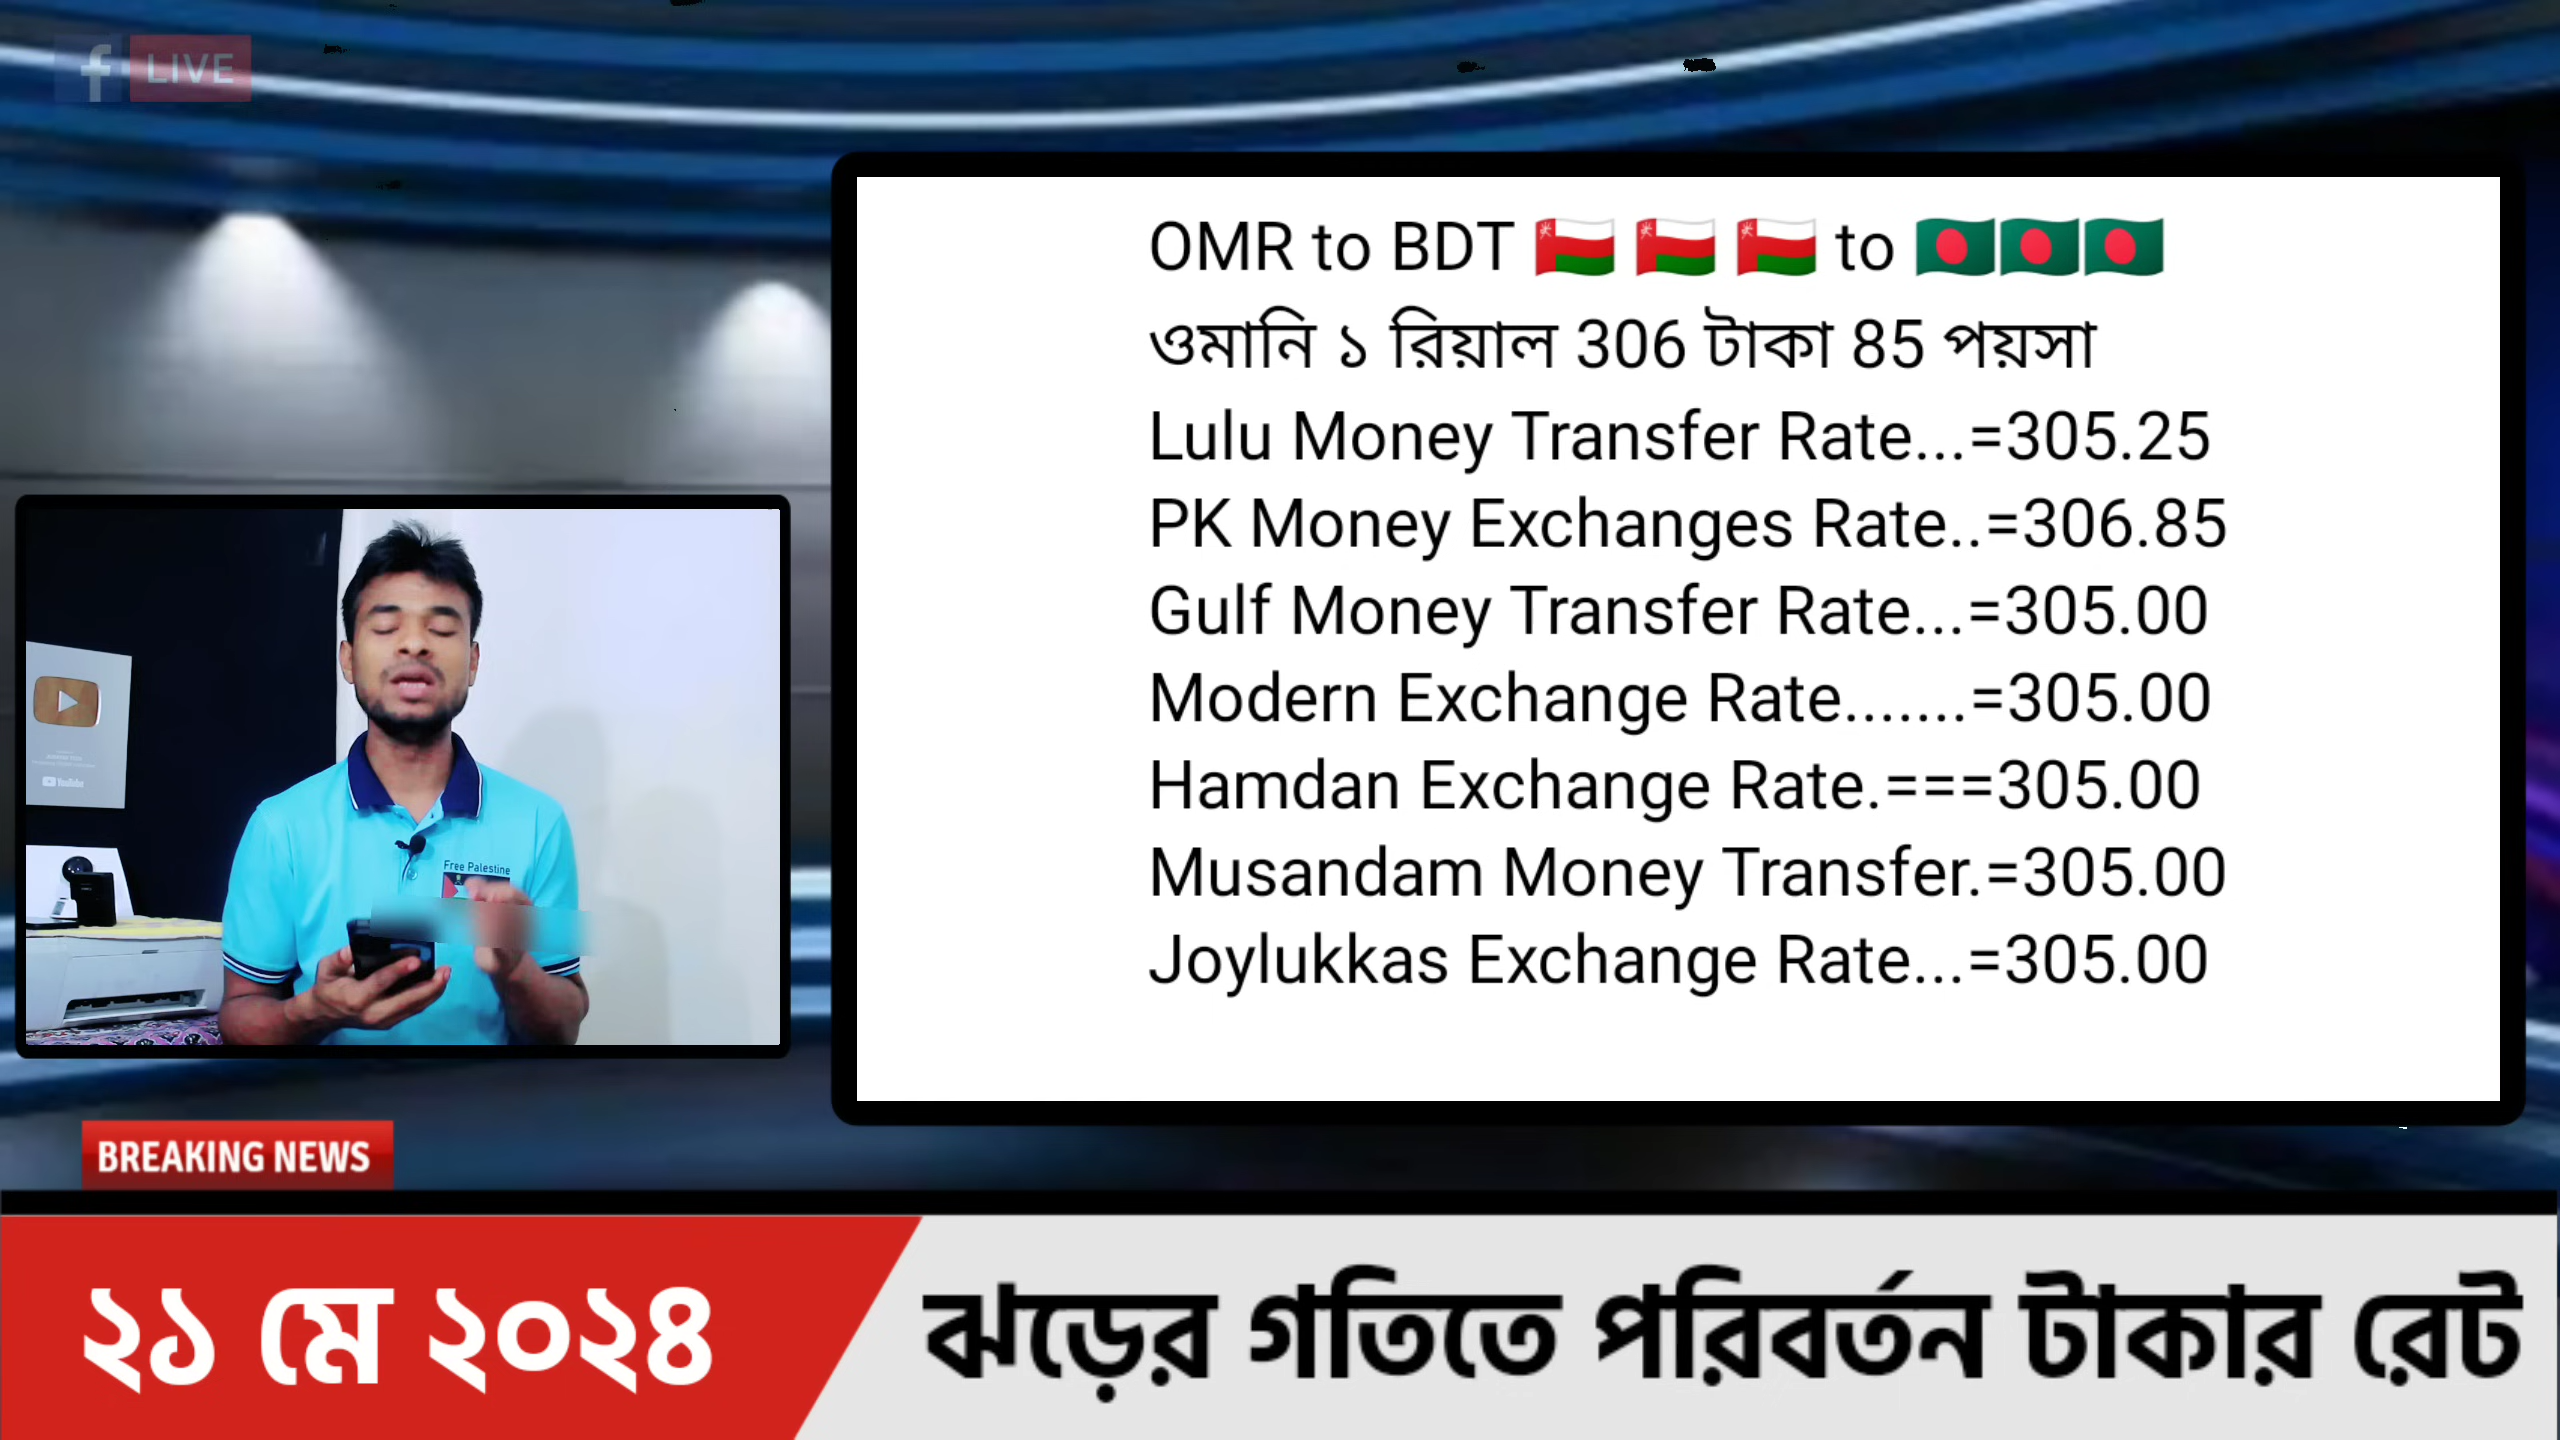 f LIVE
OMR to BDT 🇴🇲 🇴🇲 🇴🇲 to 🇧🇩🇧🇩🇧🇩
ওমানি ১ রিয়াল 306 টাকা 85 পয়সা
Lulu Money Transfer Rate...=305.25
PK Money Exchanges Rate..=306.85
Gulf Money Transfer Rate...=305.00
Modern Exchange Rate.......=305.00
Hamdan Exchange Rate.===305.00
Musandam Money Transfer.=305.00
Joylukkas Exchange Rate...=305.00
YouTube
Free Palestine
BREAKING NEWS
২১ মে ২০২৪
ঝড়ের গতিতে পরিবর্তন টাকার রেট